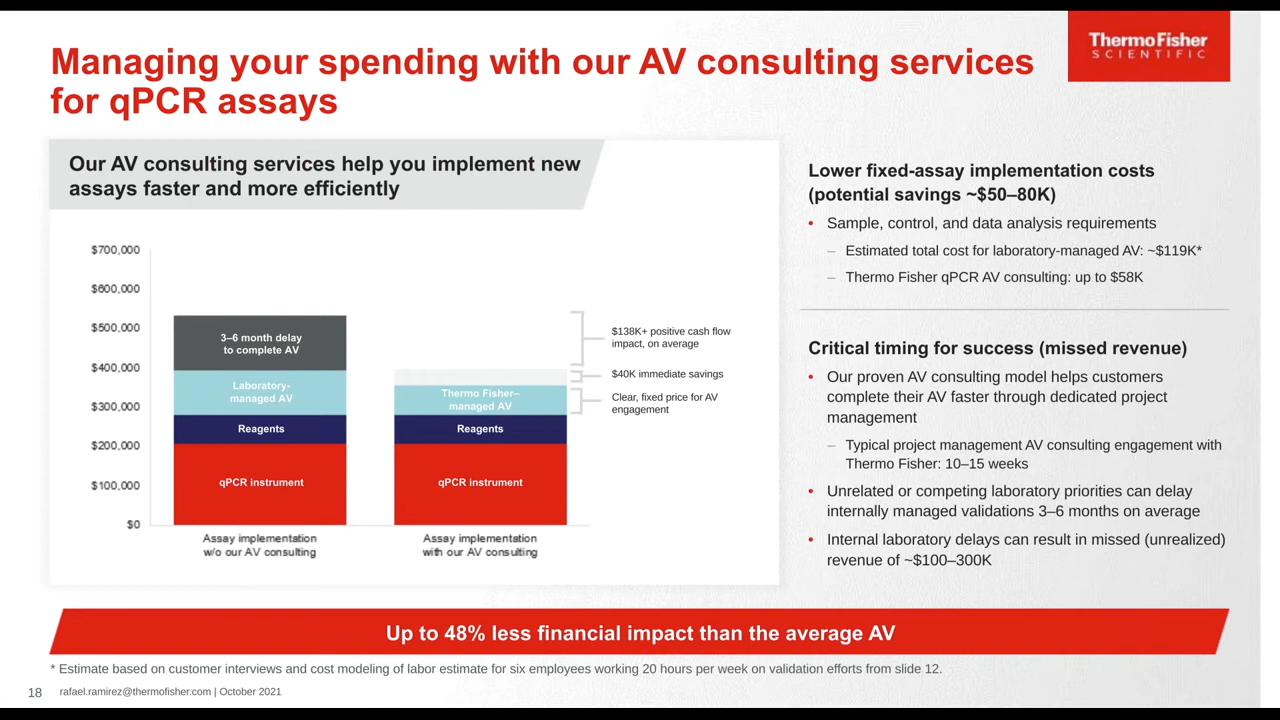 Managing your spending with our AV consulting services
for qPCR assays
ThermoFisher
SCIENTIFIC
Our AV consulting services help you implement new
assays faster and more efficiently
$700,000
$600,000
$500,000
$400,000
$300,000
$200,000
$100,000
$0
3–6 month delay
to complete AV
Laboratory-
managed AV
Reagents
qPCR instrument
Thermo Fisher–
managed AV
Reagents
qPCR instrument
$138K+ positive cash flow
impact, on average
$40K immediate savings
Clear, fixed price for AV
engagement
Assay implementation
w/o our AV consulting
Assay implementation
with our AV consulting
Lower fixed-assay implementation costs
(potential savings ~$50–80K)
• Sample, control, and data analysis requirements
– Estimated total cost for laboratory-managed AV: ~$119K*
– Thermo Fisher qPCR AV consulting: up to $58K
Critical timing for success (missed revenue)
• Our proven AV consulting model helps customers
complete their AV faster through dedicated project
management
– Typical project management AV consulting engagement with
Thermo Fisher: 10–15 weeks
• Unrelated or competing laboratory priorities can delay
internally managed validations 3–6 months on average
• Internal laboratory delays can result in missed (unrealized)
revenue of ~$100–300K
Up to 48% less financial impact than the average AV
* Estimate based on customer interviews and cost modeling of labor estimate for six employees working 20 hours per week on validation efforts from slide 12.
18 rafael.ramirez@thermofisher.com | October 2021